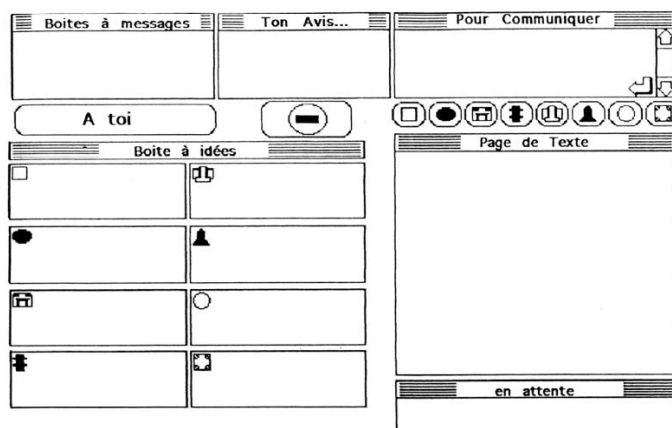 Boites à messages
Ton Avis...
Pour Communiquer
A toi
Boite à idées
Page de Texte
en attente